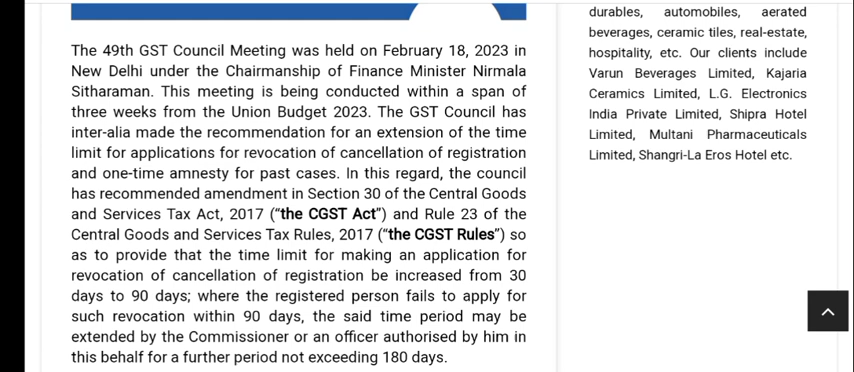 The 49th GST Council Meeting was held on February 18, 2023 in
New Delhi under the Chairmanship of Finance Minister Nirmala
Sitharaman. This meeting is being conducted within a span of
three weeks from the Union Budget 2023. The GST Council has
inter-alia made the recommendation for an extension of the time
limit for applications for revocation of cancellation of registration
and one-time amnesty for past cases. In this regard, the council
has recommended amendment in Section 30 of the Central Goods
and Services Tax Act, 2017 (“the CGST Act”) and Rule 23 of the
Central Goods and Services Tax Rules, 2017 (“the CGST Rules”) so
as to provide that the time limit for making an application for
revocation of cancellation of registration be increased from 30
days to 90 days; where the registered person fails to apply for
such revocation within 90 days, the said time period may be
extended by the Commissioner or an officer authorised by him in
this behalf for a further period not exceeding 180 days.
durables, automobiles, aerated
beverages, ceramic tiles, real-estate,
hospitality, etc. Our clients include
Varun Beverages Limited, Kajaria
Ceramics Limited, L.G. Electronics
India Private Limited, Shipra Hotel
Limited, Multani Pharmaceuticals
Limited, Shangri-La Eros Hotel etc.